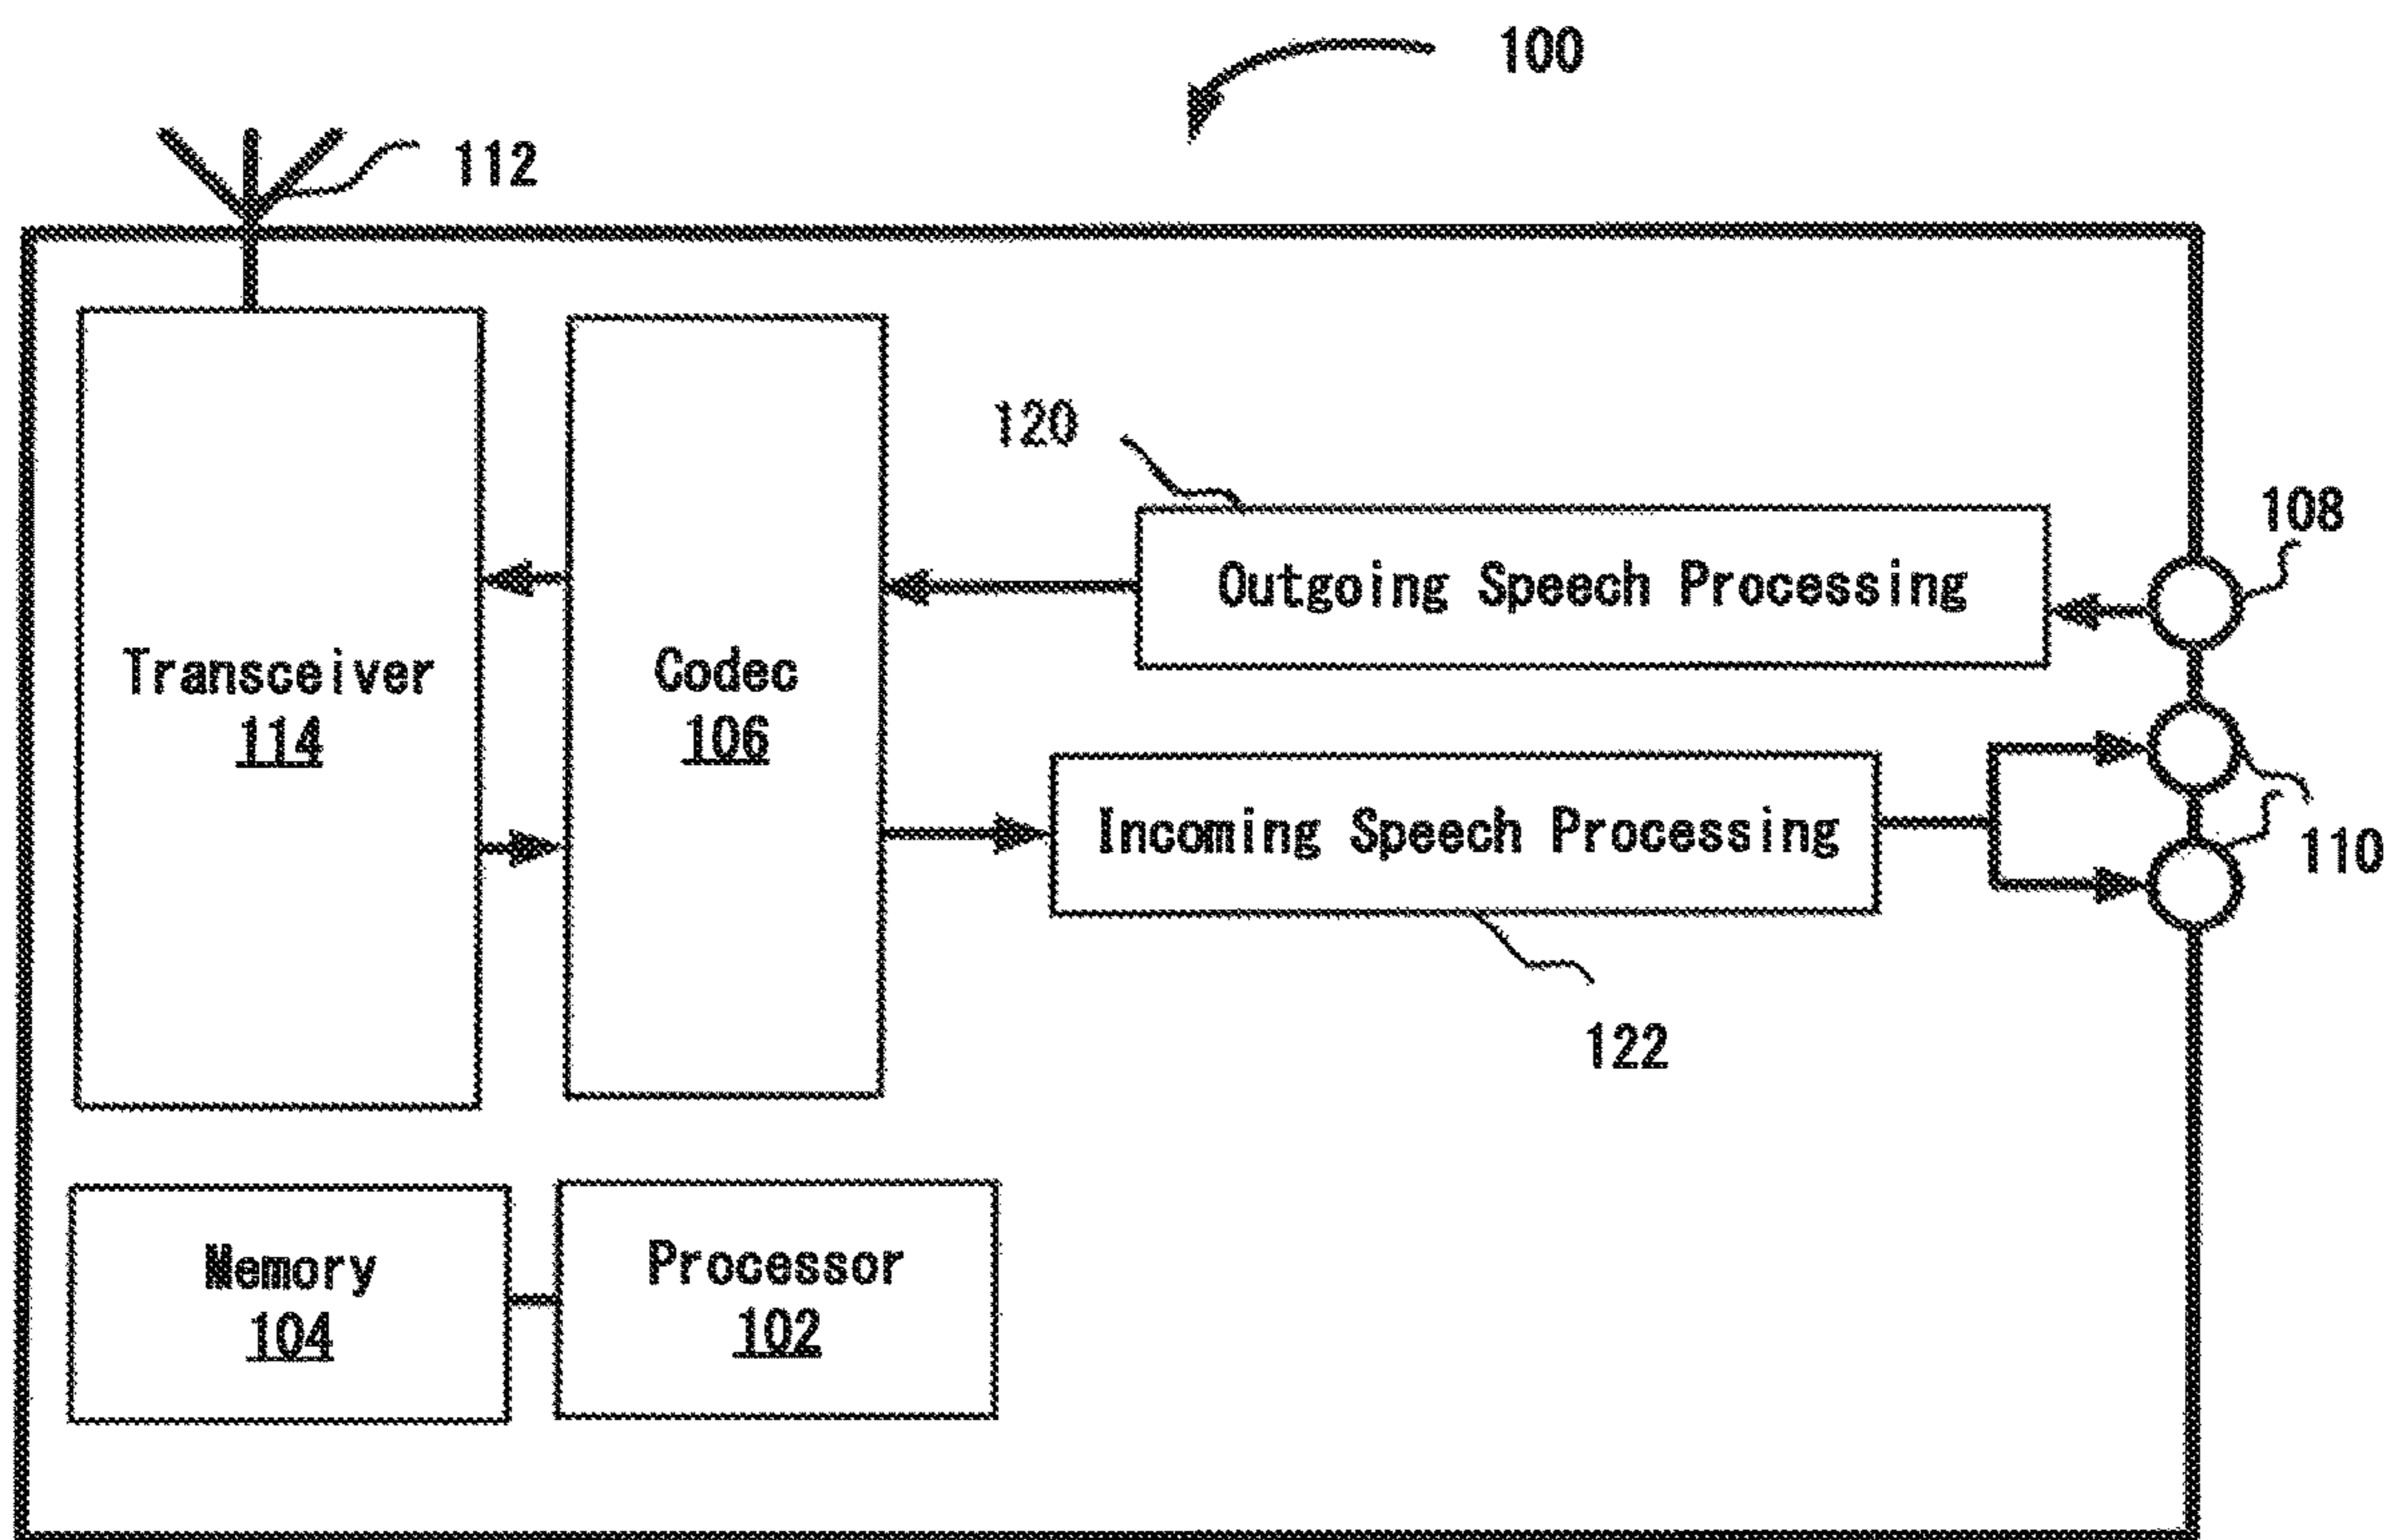 100
112
120
108
Outgoing Speech Processing
Transceiver
114
Codec
106
Incoming Speech Processing
110
122
Memory
104
Processor
102